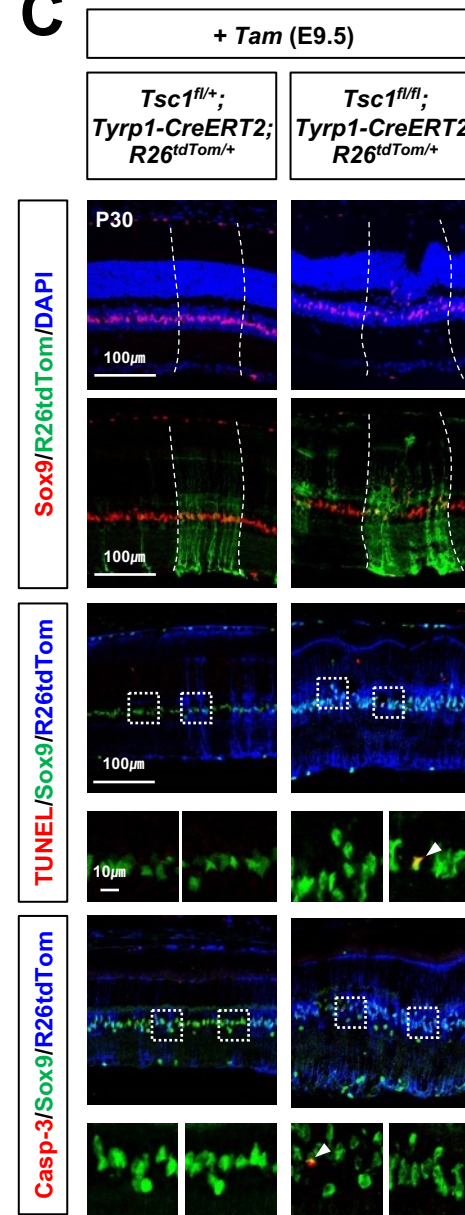 C
+ Tam (E9.5)
Tsc1fl/+;
Tyrp1-CreERT2;
R26tdTom/+
Tsc1fl/fl;
Tyrp1-CreERT2
R26tdTom/+
Sox9/R26tdTom/DAPI
P30
100μm
100μm
TUNEL/Sox9/R26tdTom
100μm
10μm
Casp-3/Sox9/R26tdTom